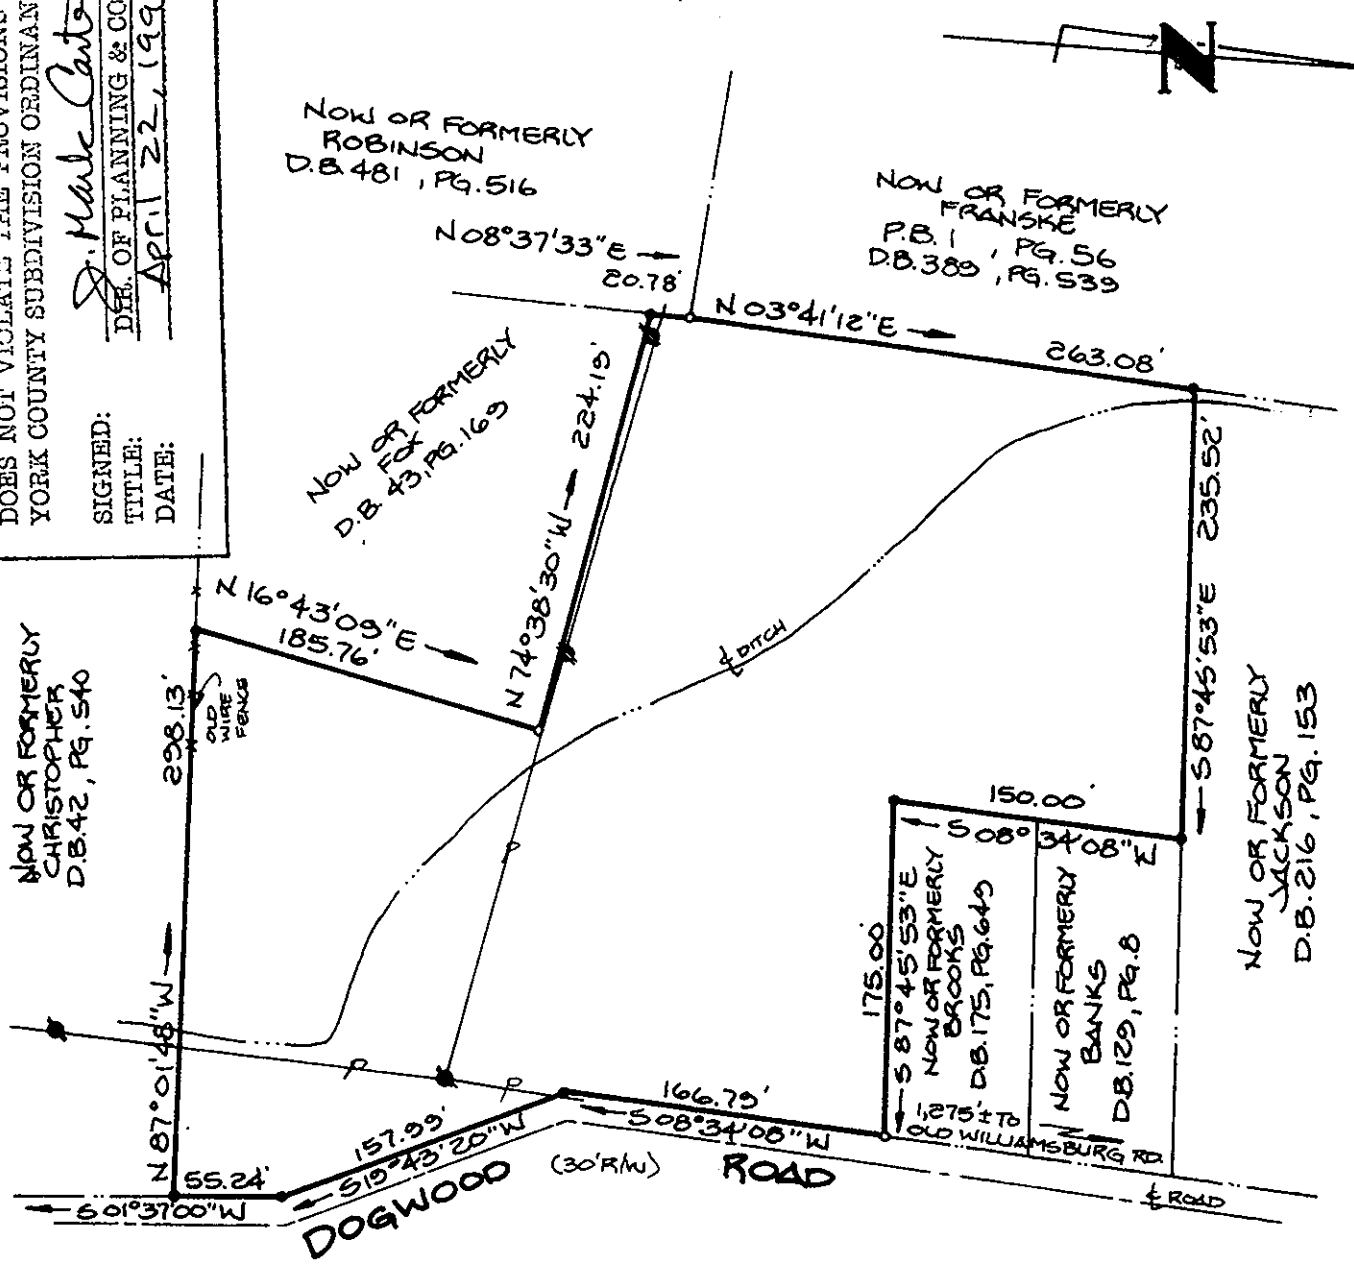 DOES NOT VIOLATE THE PROVISIONS
YORK COUNTY SUBDIVISION ORDINAN
SIGNED: J. Mark Carte
TITLE: DIR. OF PLANNING & CO
DATE: April 22, 199
N
NOW OR FORMERLY
ROBINSON
D.B. 481, PG. 516
NOW OR FORMERLY
FRANSKE
P.B. 1, PG. 56
D.B. 389, PG. 539
N 08°37'33"E
20.78'
N 03°41'12"E
263.08'
NOW OR FORMERLY
FOX
D.B. 43, PG. 169
N 74°38'30"W 224.19'
N 16°43'09"E
185.76'
NOW OR FORMERLY
CHRISTOPHER
D.B. 42, PG. 540
298.13'
OLD
WIRE
FENCE
N 87°01'48"W
℄ DITCH
S 87°45'53"E 235.52'
NOW OR FORMERLY
JACKSON
D.B. 216, PG. 153
150.00'
S 08°34'08"W
175.00
S 87°45'53"E
NOW OR FORMERLY
BROOKS
D.B. 175, PG. 649
NOW OR FORMERLY
BANKS
D.B. 129, PG. 8
P
P
P
1,275'± TO
OLD WILLIAMSBURG RD.
166.79'
S 08°34'08"W
157.99'
S 19°43'20"W
55.24'
S 01°37'00"W
DOGWOOD (30' R/W) ROAD
℄ ROAD